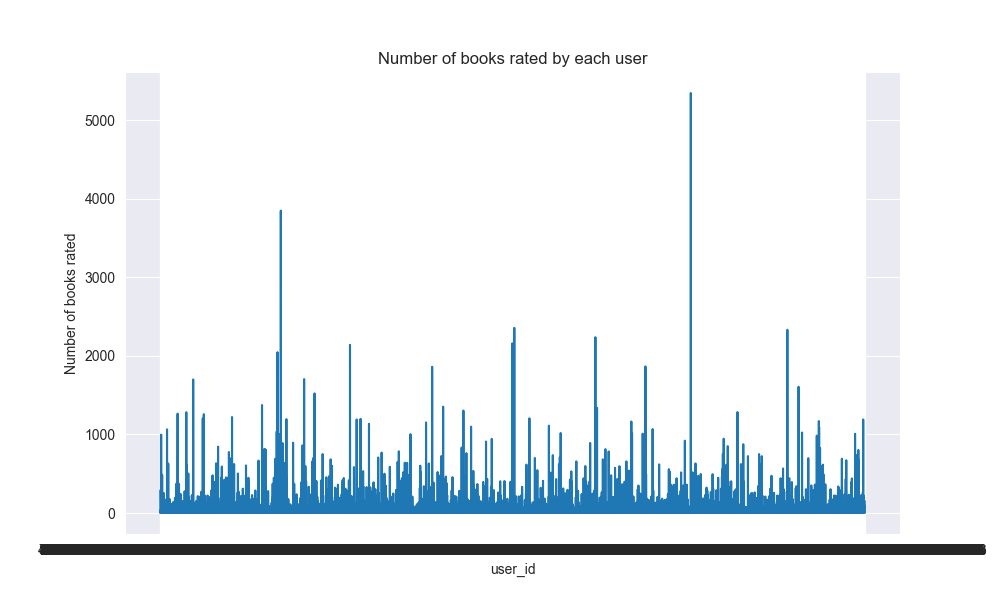 Number of books rated by each user
5000
4000
3000
2000
1000
0
Number of books rated
user_id